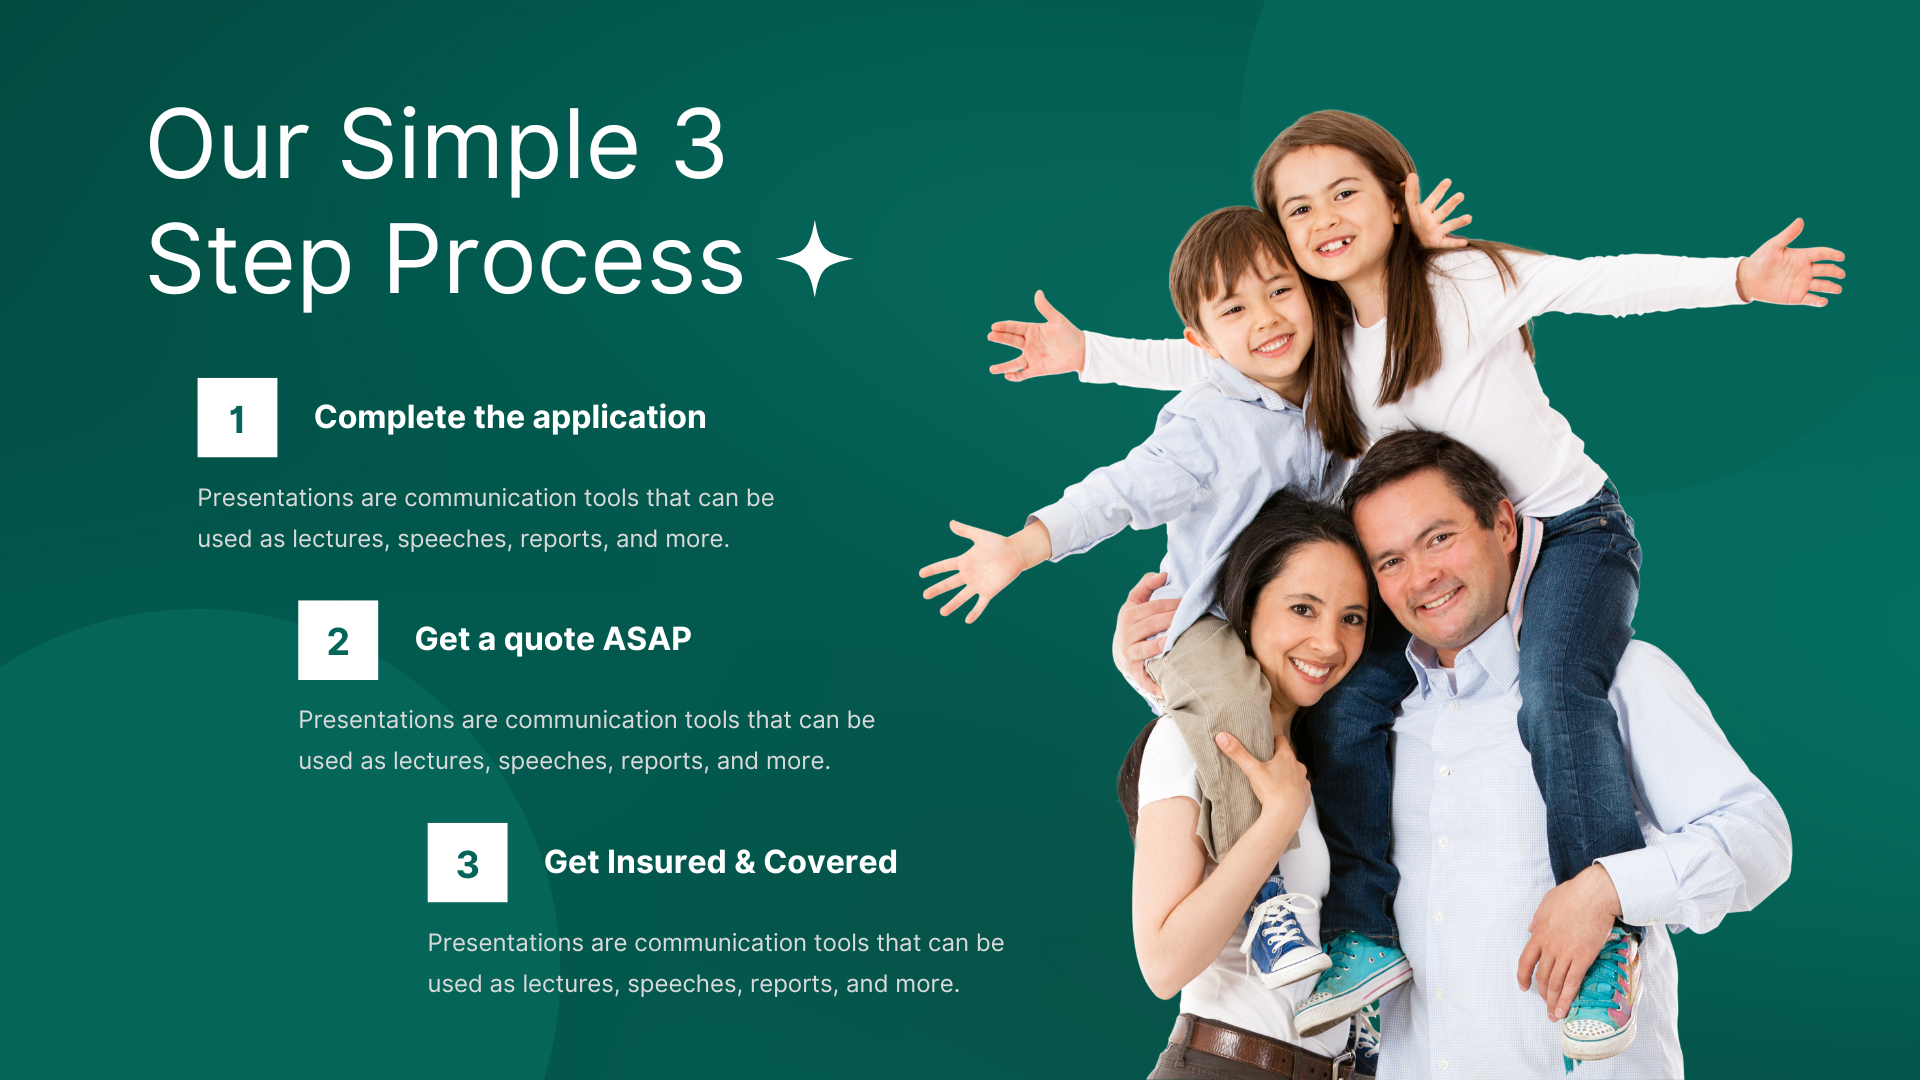 Our Simple 3
Step Process
1
Complete the application
Presentations are communication tools that can be
used as lectures, speeches, reports, and more.
2
Get a quote ASAP
Presentations are communication tools that can be
used as lectures, speeches, reports, and more.
3
Get Insured & Covered
Presentations are communication tools that can be
used as lectures, speeches, reports, and more.